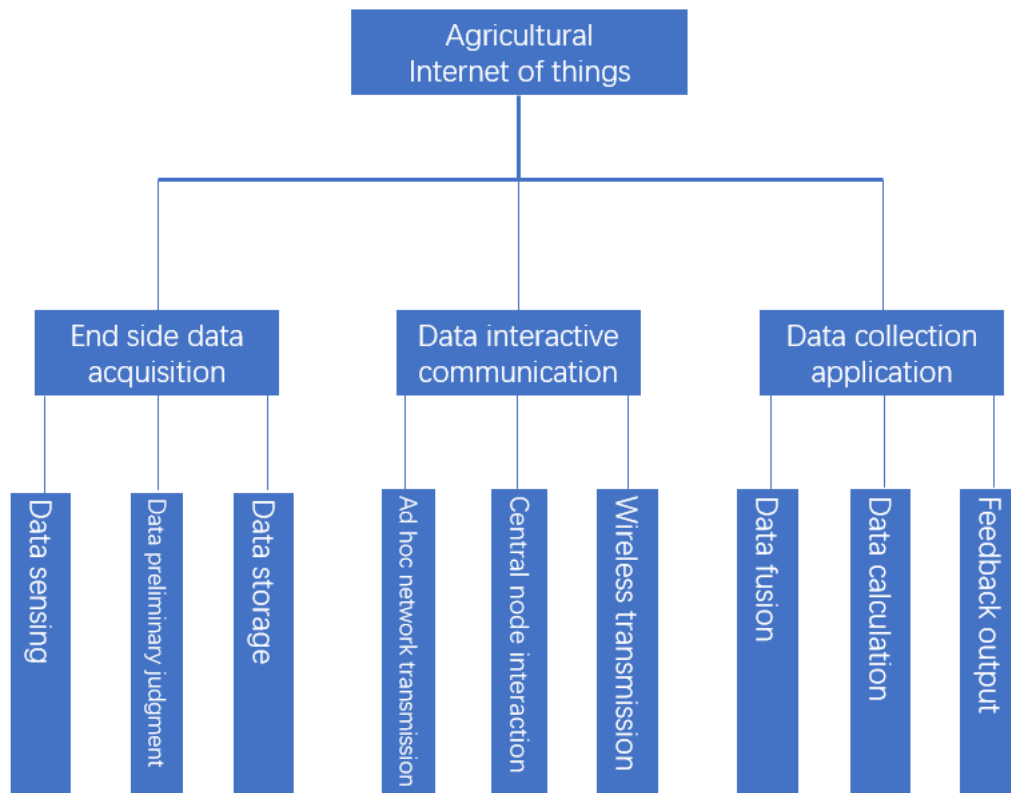 Agricultural
Internet of things
End side data
acquisition
Data interactive
communication
Data collection
application
Data sensing
Data preliminary judgment
Data storage
Ad hoc network transmission
Central node interaction
Wireless transmission
Data fusion
Data calculation
Feedback output